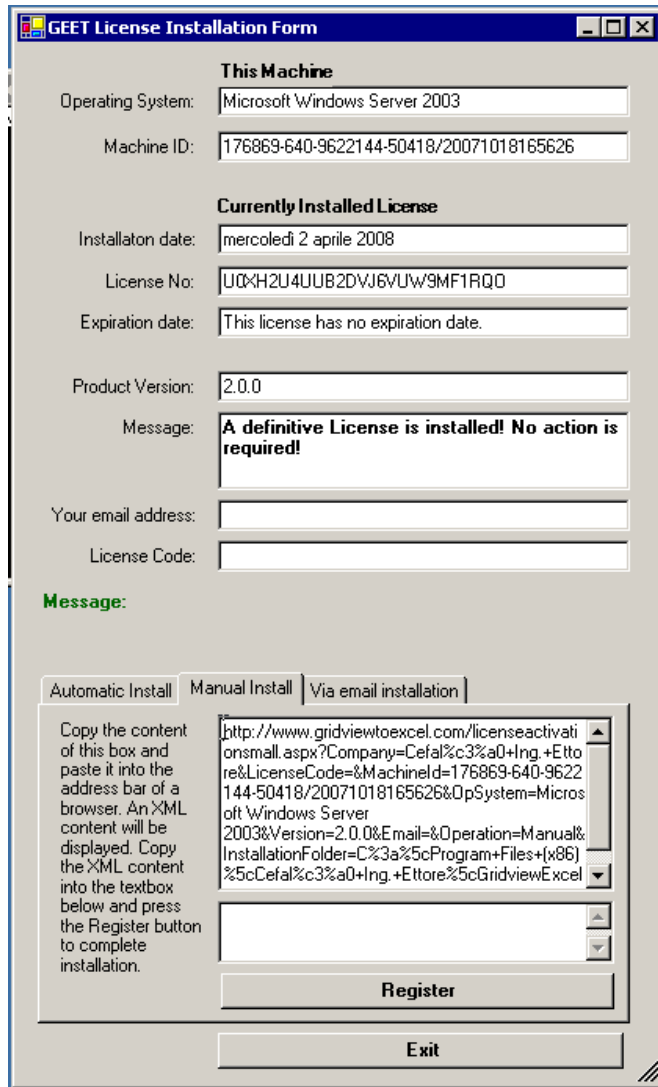 GEET License Installation Form
This Machine
Operating System: Microsoft Windows Server 2003
Machine ID: 176869-640-9622144-50418/20071018165626
Currently Installed License
Installaton date: mercoledì 2 aprile 2008
License No: U0XH2U4UUB2DVJ6VUW9MF1RQO
Expiration date: This license has no expiration date.
Product Version: 2.0.0
Message: A definitive License is installed! No action is
required!
Your email address:
License Code:
Message:
Automatic Install Manual Install Via email installation
Copy the content
of this box and
paste it into the
address bar of a
browser. An XML
content will be
displayed. Copy
the XML content
into the textbox
below and press
the Register button
to complete
installation.
http://www.gridviewtoexcel.com/licenseactivati
onsmall.aspx?Company=Cefal%c3%a0+Ing.+Etto
re&LicenseCode=&MachineId=176869-640-9622
144-50418/20071018165626&OpSystem=Micros
oft Windows Server
2003&Version=2.0.0&Email=&Operation=Manual&
InstallationFolder=C%3a%5cProgram+Files+(x86)
%5cCefal%c3%a0+Ing.+Ettore%5cGridviewExcel
Register
Exit